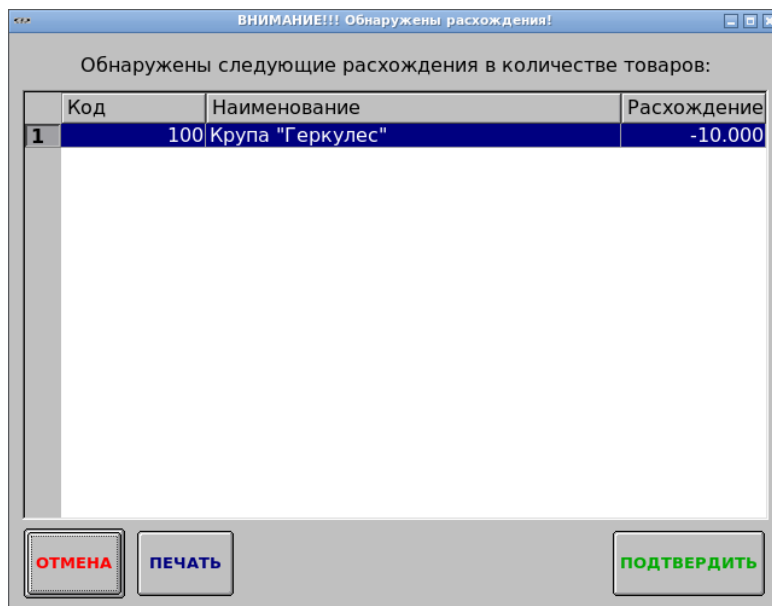 ВНИМАНИЕ!!! Обнаружены расхождения!
Обнаружены следующие расхождения в количестве товаров:
Код Наименование Расхождение
1 100 Крупа "Геркулес" -10.000
ОТМЕНА ПЕЧАТЬ ПОДТВЕРДИТЬ